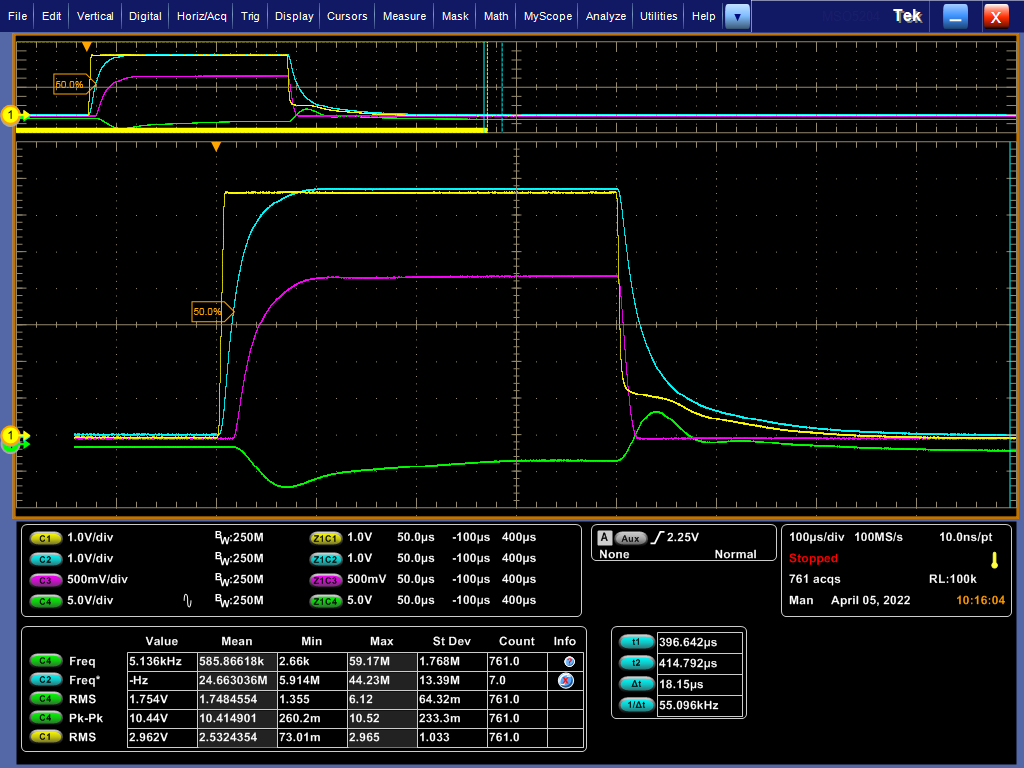 File Edit Vertical Digital Horiz/Acq Trig Display Cursors Measure Mask Math MyScope Analyze Utilities Help Tek X
50.0%
1
50.0%
1
C1 1.0V/div BW:250M Z1C1 1.0V 50.0µs -100µs 400µs
C2 1.0V/div BW:250M Z1C2 1.0V 50.0µs -100µs 400µs
C3 500mV/div BW:250M Z1C3 500mV 50.0µs -100µs 400µs
C4 5.0V/div BW:250M Z1C4 5.0V 50.0µs -100µs 400µs
A Aux 2.25V
None Normal
100µs/div 100MS/s 10.0ns/pt
Stopped
761 acqs RL:100k
Man April 05, 2022 10:16:04
Value Mean Min Max St Dev Count Info
C4 Freq 5.136kHz 585.86618k 2.66k 59.17M 1.768M 761.0
C2 Freq* -Hz 24.663036M 5.914M 44.23M 13.39M 7.0
C4 RMS 1.754V 1.7484554 1.355 6.12 64.32m 761.0
C4 Pk-Pk 10.44V 10.414901 260.2m 10.52 233.3m 761.0
C1 RMS 2.962V 2.5324354 73.01m 2.965 1.033 761.0
t1 396.642µs
t2 414.792µs
Δt 18.15µs
1/Δt 55.096kHz